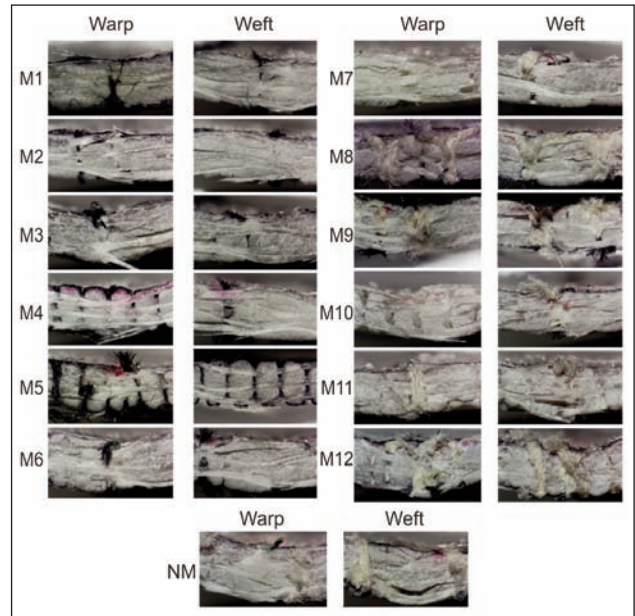 Warp Weft Warp Weft
M1 M7
M2 M8
M3 M9
M4 M10
M5 M11
M6 M12
Warp Weft
NM